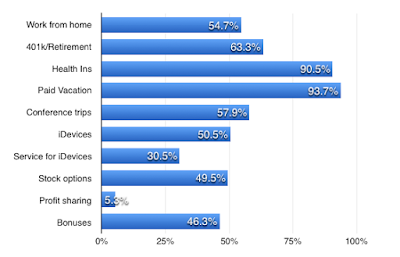 Work from home 54.7%
401k/Retirement 63.3%
Health Ins 90.5%
Paid Vacation 93.7%
Conference trips 57.9%
iDevices 50.5%
Service for iDevices 30.5%
Stock options 49.5%
Profit sharing 5.3%
Bonuses 46.3%
0% 25% 50% 75% 100%